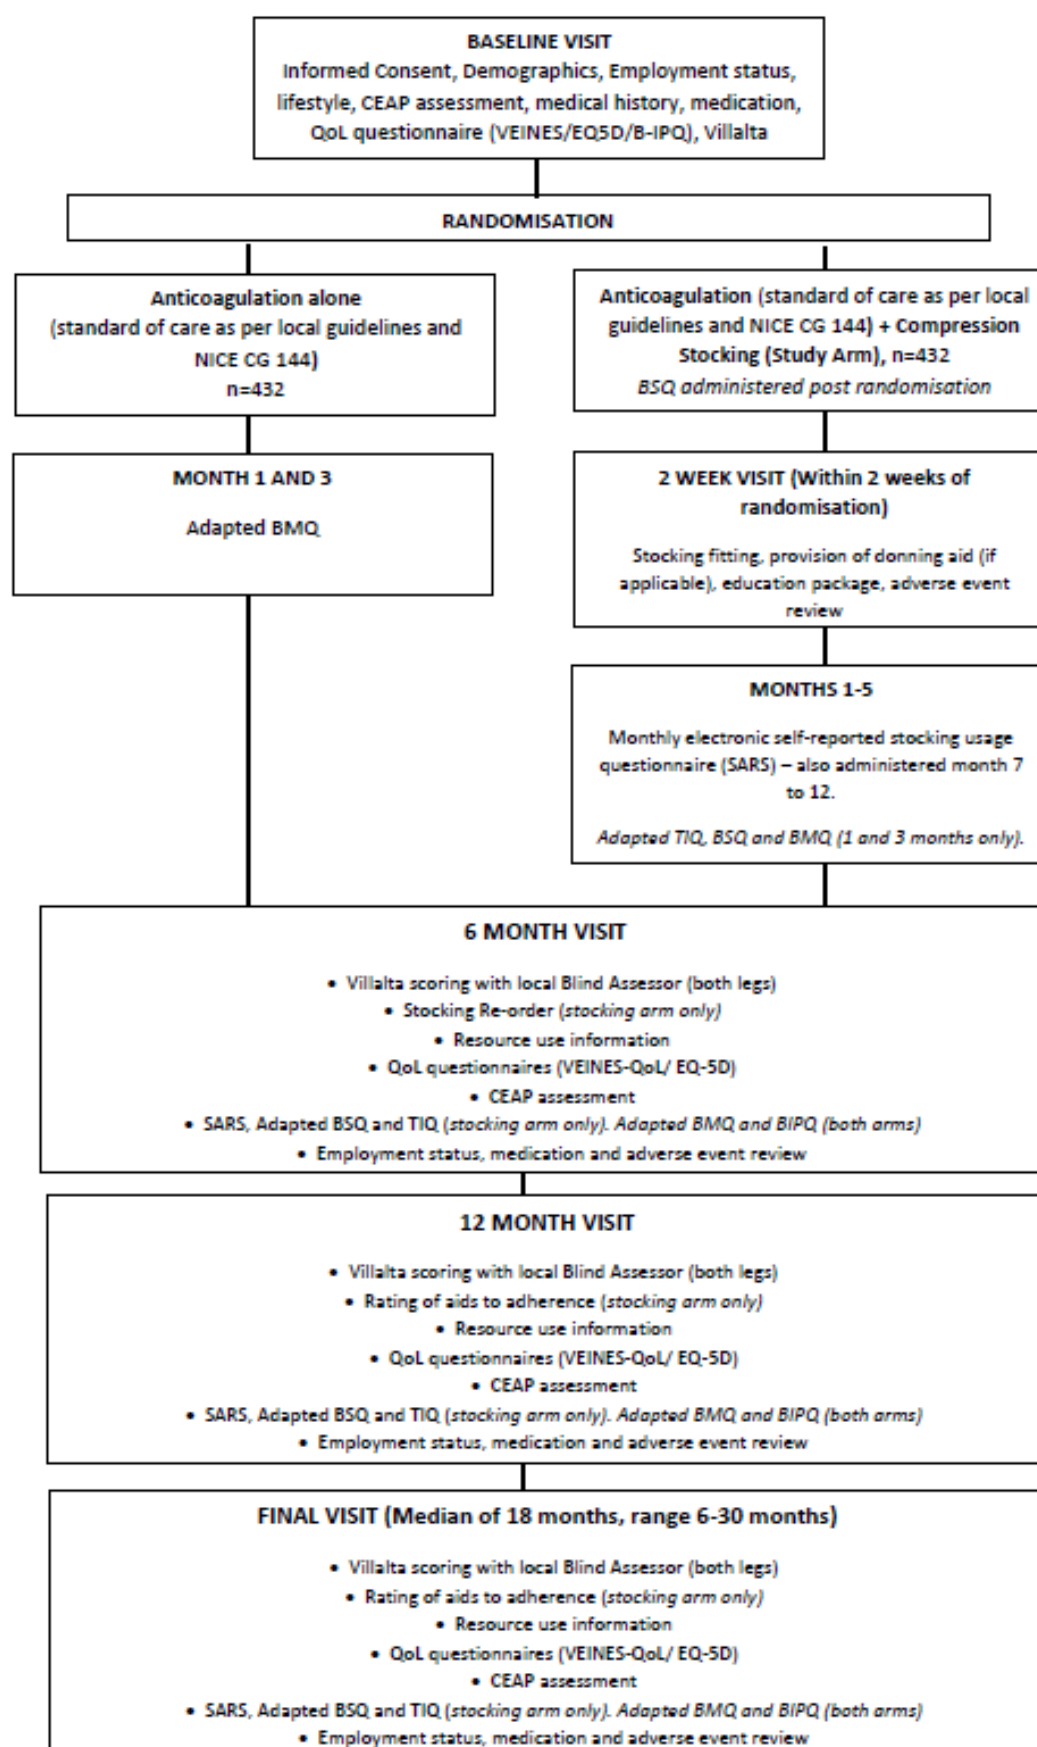 BASELINE VISIT
Informed Consent, Demographics, Employment status,
lifestyle, CEAP assessment, medical history, medication,
QoL questionnaire (VEINES/EQ5D/B-IPQ), Villalta
RANDOMISATION
Anticoagulation alone
(standard of care as per local guidelines and
NICE CG 144)
n=432
Anticoagulation (standard of care as per local
guidelines and NICE CG 144) + Compression
Stocking (Study Arm), n=432
BSQ administered post randomisation
MONTH 1 AND 3
Adapted BMQ
2 WEEK VISIT (Within 2 weeks of
randomisation)
Stocking fitting, provision of donning aid (if
applicable), education package, adverse event
review
MONTHS 1-5
Monthly electronic self-reported stocking usage
questionnaire (SARS) – also administered month 7
to 12.
Adapted TIQ, BSQ and BMQ (1 and 3 months only).
6 MONTH VISIT
• Villalta scoring with local Blind Assessor (both legs)
• Stocking Re-order (stocking arm only)
• Resource use information
• QoL questionnaires (VEINES-QoL/ EQ-5D)
• CEAP assessment
• SARS, Adapted BSQ and TIQ (stocking arm only). Adapted BMQ and BIPQ (both arms)
• Employment status, medication and adverse event review
12 MONTH VISIT
• Villalta scoring with local Blind Assessor (both legs)
• Rating of aids to adherence (stocking arm only)
• Resource use information
• QoL questionnaires (VEINES-QoL/ EQ-5D)
• CEAP assessment
• SARS, Adapted BSQ and TIQ (stocking arm only). Adapted BMQ and BIPQ (both arms)
• Employment status, medication and adverse event review
FINAL VISIT (Median of 18 months, range 6-30 months)
• Villalta scoring with local Blind Assessor (both legs)
• Rating of aids to adherence (stocking arm only)
• Resource use information
• QoL questionnaires (VEINES-QoL/ EQ-5D)
• CEAP assessment
• SARS, Adapted BSQ and TIQ (stocking arm only). Adapted BMQ and BIPQ (both arms)
• Employment status, medication and adverse event review